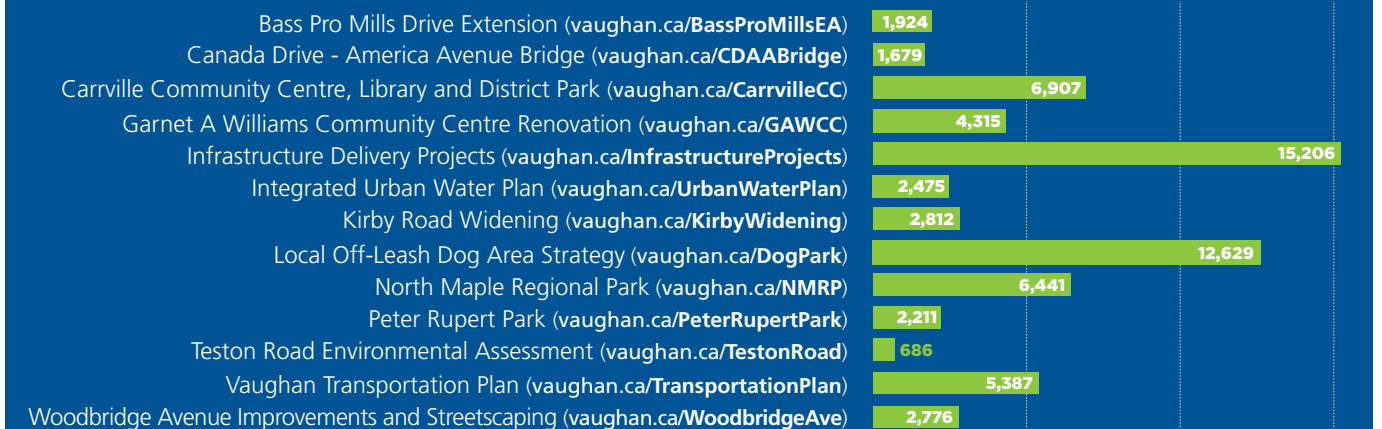 Bass Pro Mills Drive Extension (vaughan.ca/BassProMillsEA) 1,924
Canada Drive - America Avenue Bridge (vaughan.ca/CDAABridge) 1,679
Carrville Community Centre, Library and District Park (vaughan.ca/CarrvilleCC) 6,907
Garnet A Williams Community Centre Renovation (vaughan.ca/GAWCC) 4,315
Infrastructure Delivery Projects (vaughan.ca/InfrastructureProjects) 15,206
Integrated Urban Water Plan (vaughan.ca/UrbanWaterPlan) 2,475
Kirby Road Widening (vaughan.ca/KirbyWidening) 2,812
Local Off-Leash Dog Area Strategy (vaughan.ca/DogPark) 12,629
North Maple Regional Park (vaughan.ca/NMRP) 6,441
Peter Rupert Park (vaughan.ca/PeterRupertPark) 2,211
Teston Road Environmental Assessment (vaughan.ca/TestonRoad) 686
Vaughan Transportation Plan (vaughan.ca/TransportationPlan) 5,387
Woodbridge Avenue Improvements and Streetscaping (vaughan.ca/WoodbridgeAve) 2,776